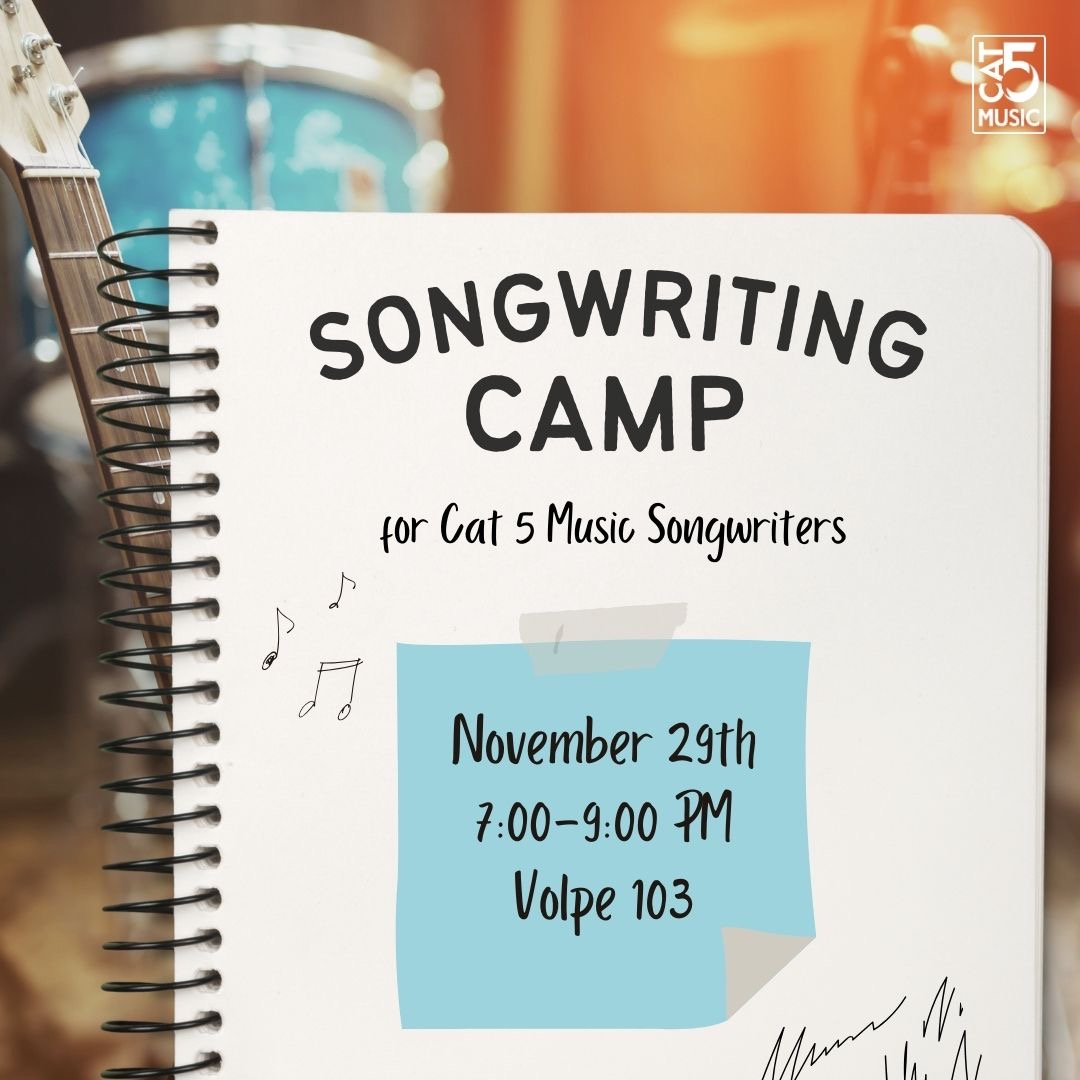 CAT 5
MUSIC
SONGWRITING
CAMP
for Cat 5 Music Songwriters
November 29th
7:00-9:00 PM
Volpe 103